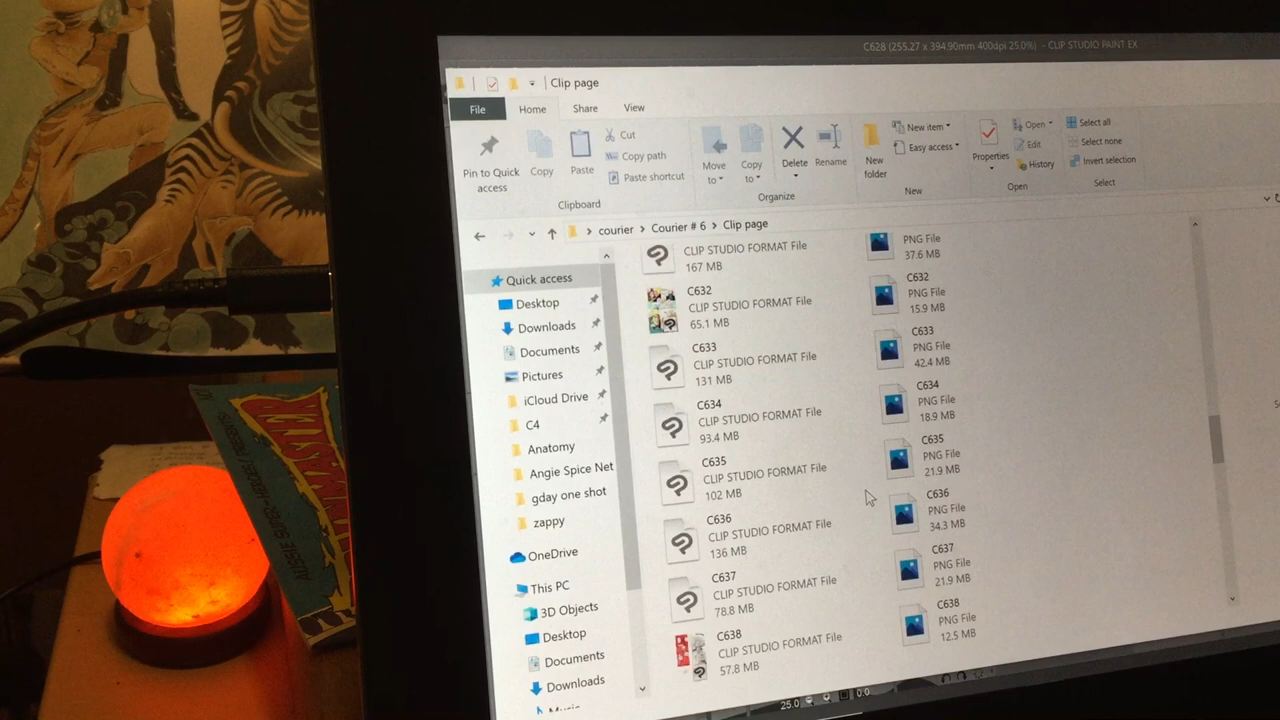 C628 (255.27 x 394.90mm 400dpi 25.0%) - CLIP STUDIO PAINT EX
Clip page
File Home Share View
Pin to Quick access
Copy
Paste
Cut
Copy path
Paste shortcut
Clipboard
Move to
Copy to
Delete
Rename
Organize
New folder
New item
Easy access
New
Properties
Open
Edit
History
Open
Select all
Select none
Invert selection
Select
courier > Courier # 6 > Clip page
Quick access
Desktop
Downloads
Documents
Pictures
iCloud Drive
C4
Anatomy
Angie Spice Net
gday one shot
zappy
OneDrive
This PC
3D Objects
Desktop
Documents
Downloads
CLIP STUDIO FORMAT File
167 MB
C632
CLIP STUDIO FORMAT File
65.1 MB
C633
CLIP STUDIO FORMAT File
131 MB
C634
CLIP STUDIO FORMAT File
93.4 MB
C635
CLIP STUDIO FORMAT File
102 MB
C636
CLIP STUDIO FORMAT File
136 MB
C637
CLIP STUDIO FORMAT File
78.8 MB
C638
CLIP STUDIO FORMAT File
57.8 MB
PNG File
37.6 MB
C632
PNG File
15.9 MB
C633
PNG File
42.4 MB
C634
PNG File
18.9 MB
C635
PNG File
21.9 MB
C636
PNG File
34.3 MB
C637
PNG File
21.9 MB
C638
PNG File
12.5 MB
25.0
0.0
AUSSIE SUPER-HEROES